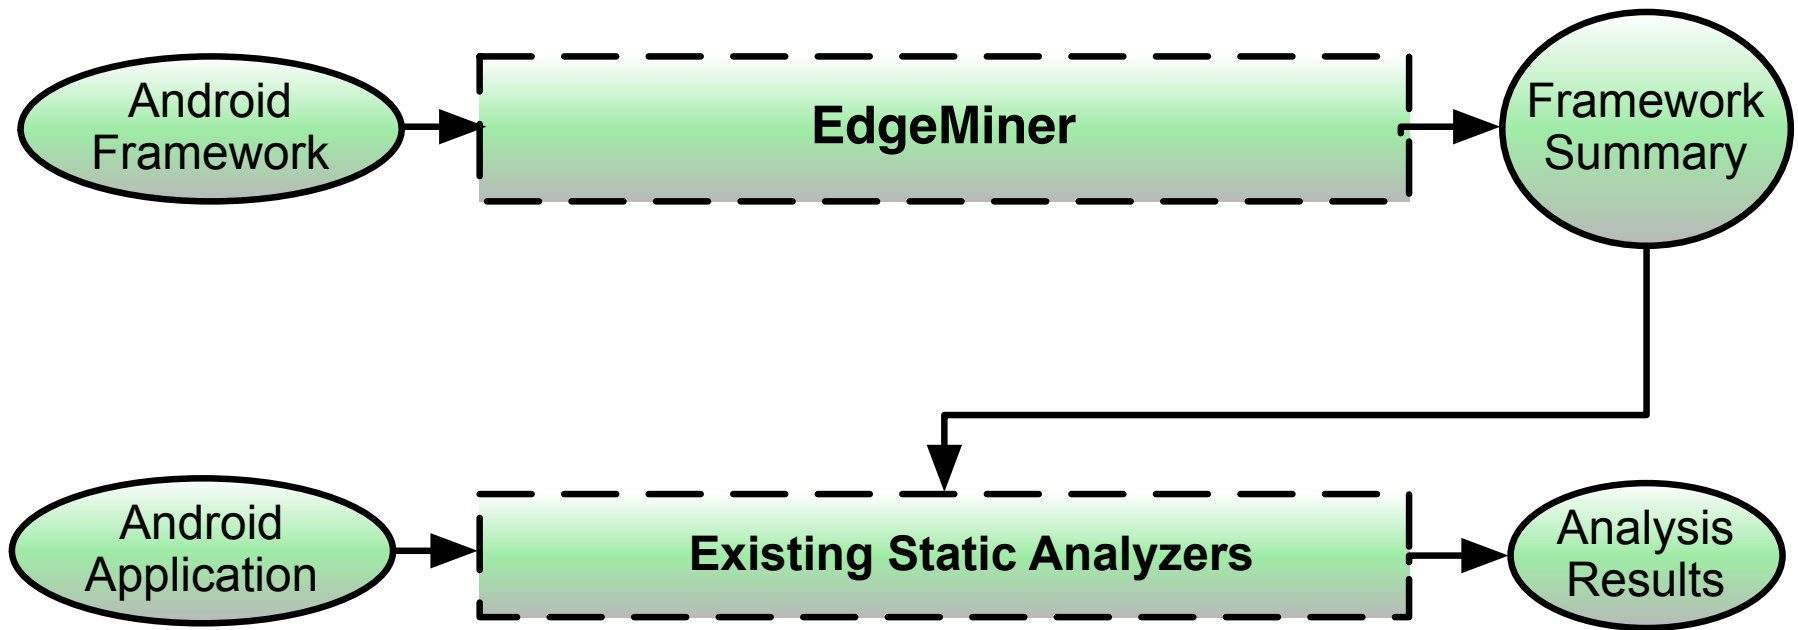 Android
Framework
EdgeMiner
Framework
Summary
Android
Application
Existing Static Analyzers
Analysis
Results